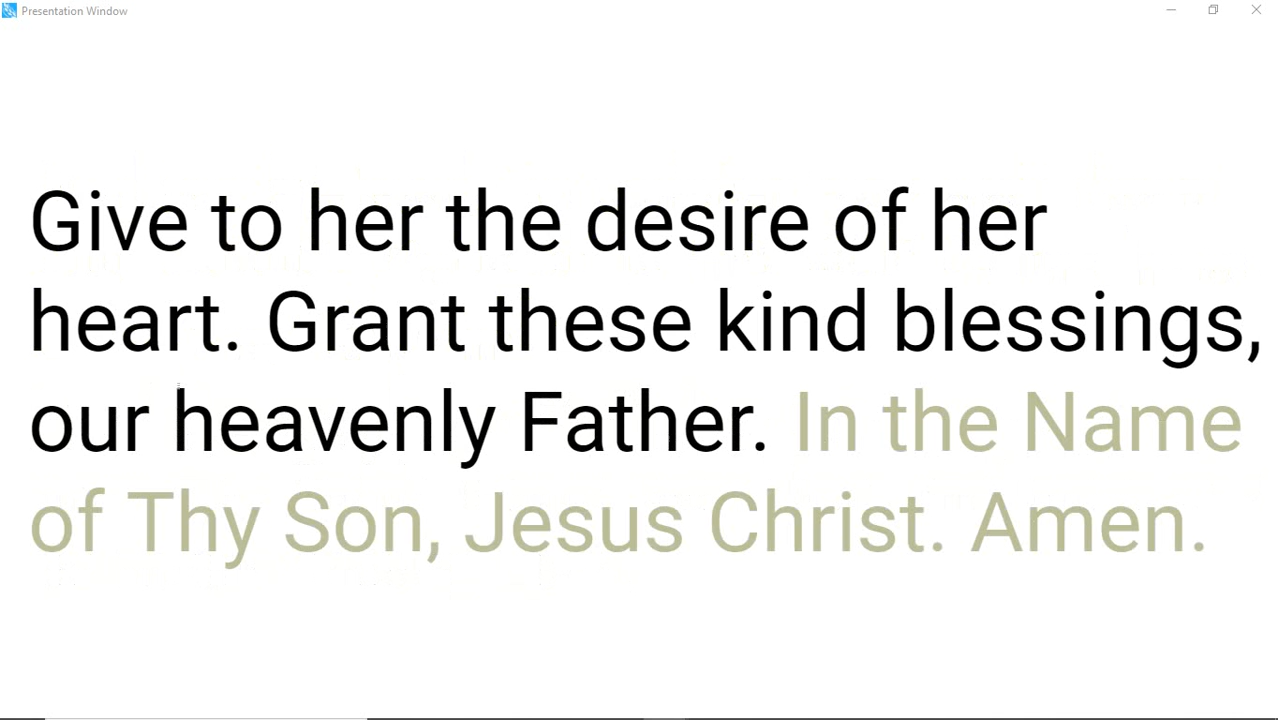 Presentation Window
Give to her the desire of her
heart. Grant these kind blessings,
our heavenly Father. In the Name
of Thy Son, Jesus Christ. Amen.